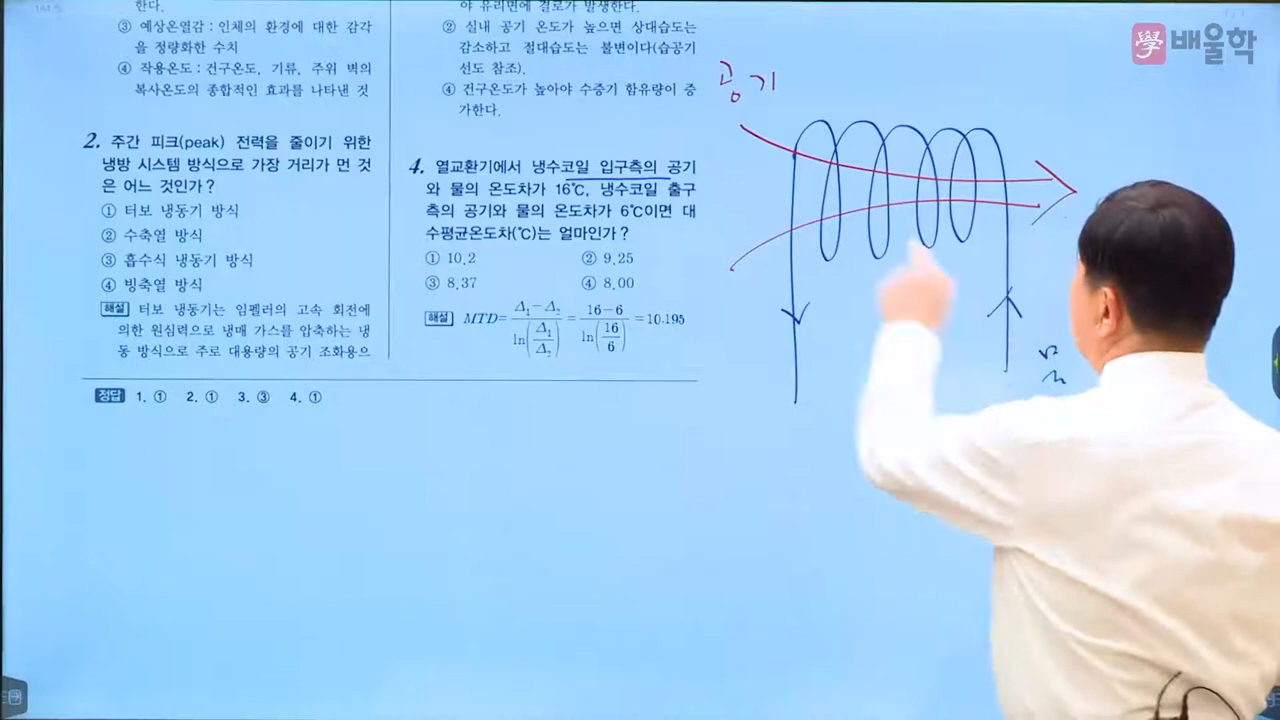 한다.
③ 예상온열감 : 인체의 환경에 대한 감각
을 정량화한 수치
④ 작용온도 : 건구온도, 기류, 주위 벽의
복사온도의 종합적인 효과를 나타낸 것
2. 주간 피크(peak) 전력을 줄이기 위한
냉방 시스템 방식으로 가장 거리가 먼 것
은 어느 것인가?
① 터보 냉동기 방식
② 수축열 방식
③ 흡수식 냉동기 방식
④ 빙축열 방식
해설 터보 냉동기는 임펠러의 고속 회전에
의한 원심력으로 냉매 가스를 압축하는 냉
동 방식으로 주로 대용량의 공기 조화용으
야 유리면에 결로가 발생한다.
② 실내 공기 온도가 높으면 상대습도는
감소하고 절대습도는 불변이다(습공기
선도 참조).
④ 건구온도가 높아야 수증기 함유량이 증
가한다.
4. 열교환기에서 냉수코일 입구측의 공기
와 물의 온도차가 16℃, 냉수코일 출구
측의 공기와 물의 온도차가 6℃이면 대
수평균온도차(℃)는 얼마인가?
① 10.2 ② 9.25
③ 8.37 ④ 8.00
해설 MTD = (Δ₁−Δ₂) / ln(Δ₁/Δ₂) = (16−6) / ln(16/6) = 10.195
정답 1. ① 2. ① 3. ③ 4. ①
공기
學 배울학